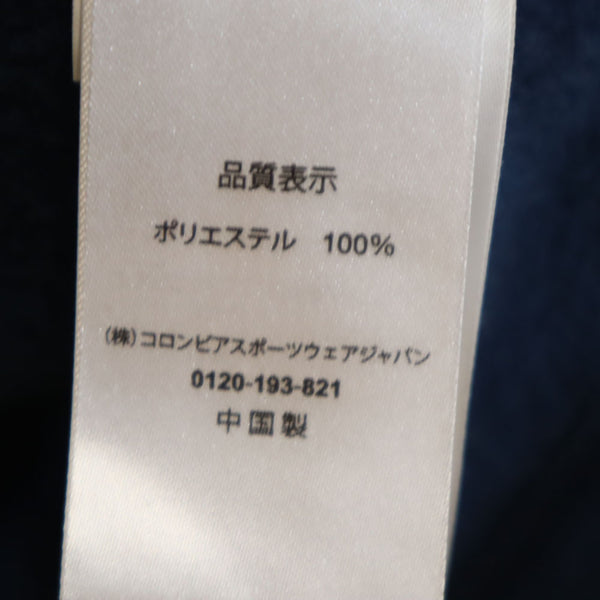 品質表示
ポリエステル 100%
(株)コロンビアスポーツウェアジャパン
0120-193-821
中国製